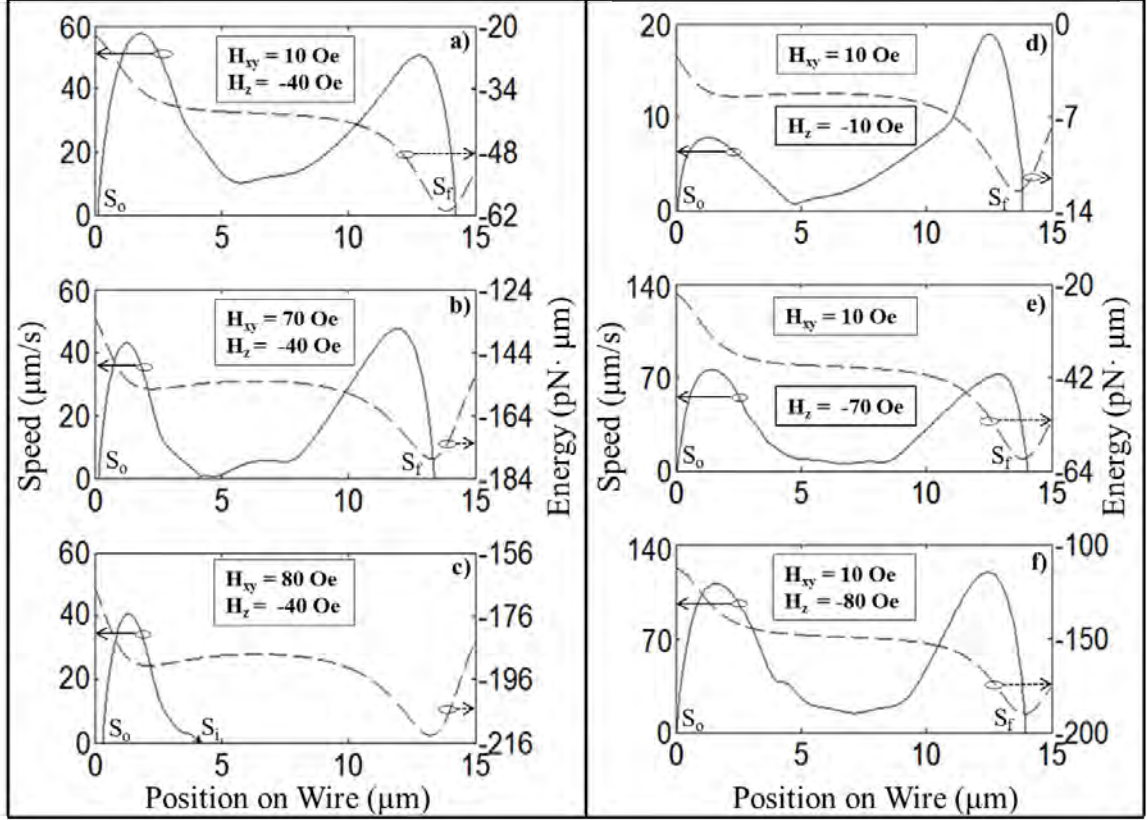 60
40
20
0
-20
-34
-48
-62
a)
H_xy = 10 Oe
H_z = -40 Oe
S_o
S_f
0 5 10 15
60
40
20
0
-124
-144
-164
-184
b)
H_xy = 70 Oe
H_z = -40 Oe
S_o
S_f
0 5 10 15
60
40
20
0
-156
-176
-196
-216
c)
H_xy = 80 Oe
H_z = -40 Oe
S_o
S_i
0 5 10 15
Speed (μm/s)
Energy (pN· μm)
Position on Wire (μm)
20
15
10
5
0
0
-7
-14
d)
H_xy = 10 Oe
H_z = -10 Oe
S_o
S_f
0 5 10 15
140
70
0
-20
-42
-64
e)
H_xy = 10 Oe
H_z = -70 Oe
S_o
S_f
0 5 10 15
140
70
0
-100
-150
-200
f)
H_xy = 10 Oe
H_z = -80 Oe
S_o
S_f
0 5 10 15
Speed (μm/s)
Energy (pN· μm)
Position on Wire (μm)